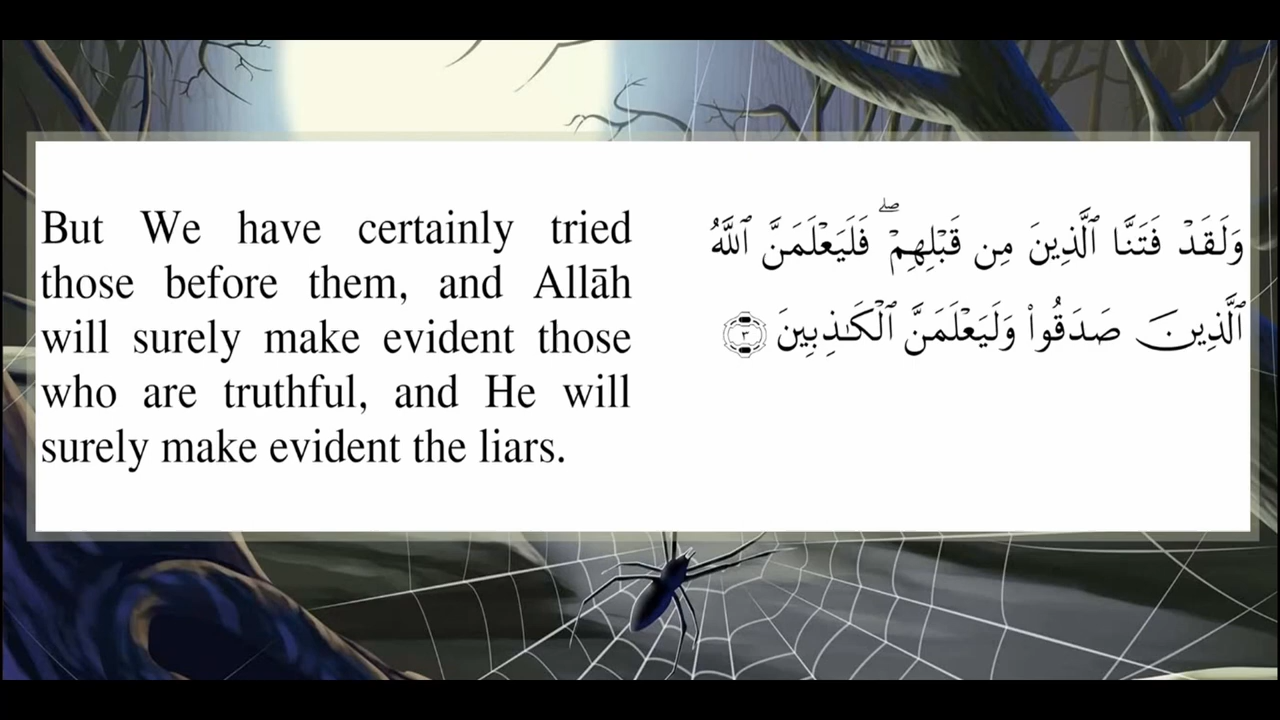 But We have certainly tried
those before them, and Allāh
will surely make evident those
who are truthful, and He will
surely make evident the liars.
وَلَقَدْ فَتَنَّا ٱلَّذِينَ مِن قَبْلِهِمْ ۖ فَلَيَعْلَمَنَّ ٱللَّهُ
ٱلَّذِينَ صَدَقُوا۟ وَلَيَعْلَمَنَّ ٱلْكَـٰذِبِينَ ٣